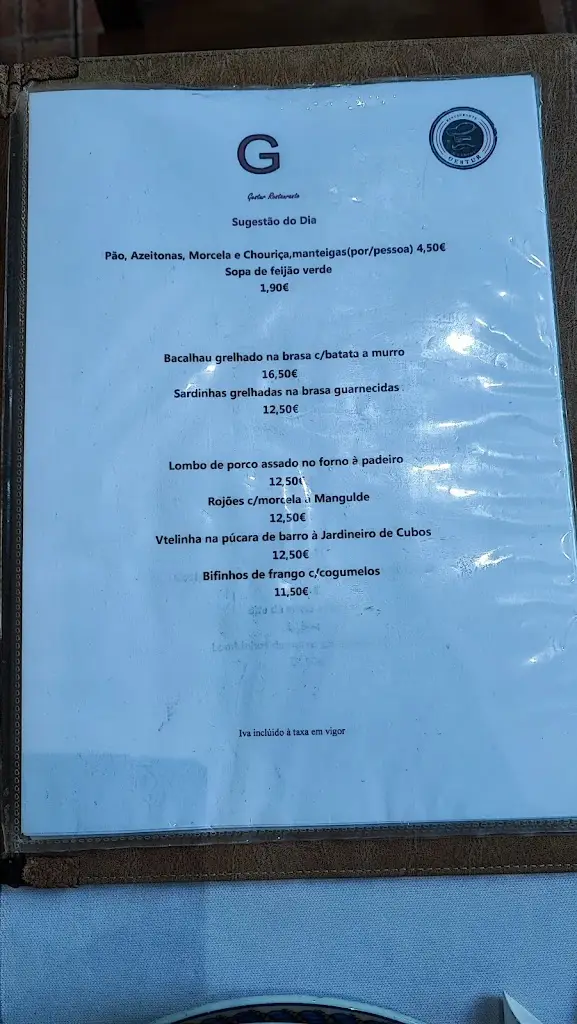 G
Gestur Restaurante
RESTAURANTE
GESTUR
Sugestão do Dia
Pão, Azeitonas, Morcela e Chouriça,manteigas(por/pessoa) 4,50€
Sopa de feijão verde
1,90€
Bacalhau grelhado na brasa c/batata a murro
16,50€
Sardinhas grelhadas na brasa guarnecidas
12,50€
Lombo de porco assado no forno à padeiro
12,50€
Rojões c/morcela à Mangulde
12,50€
Vtelinha na púcara de barro à Jardineiro de Cubos
12,50€
Bifinhos de frango c/cogumelos
11,50€
Iva inclúido à taxa em vigor